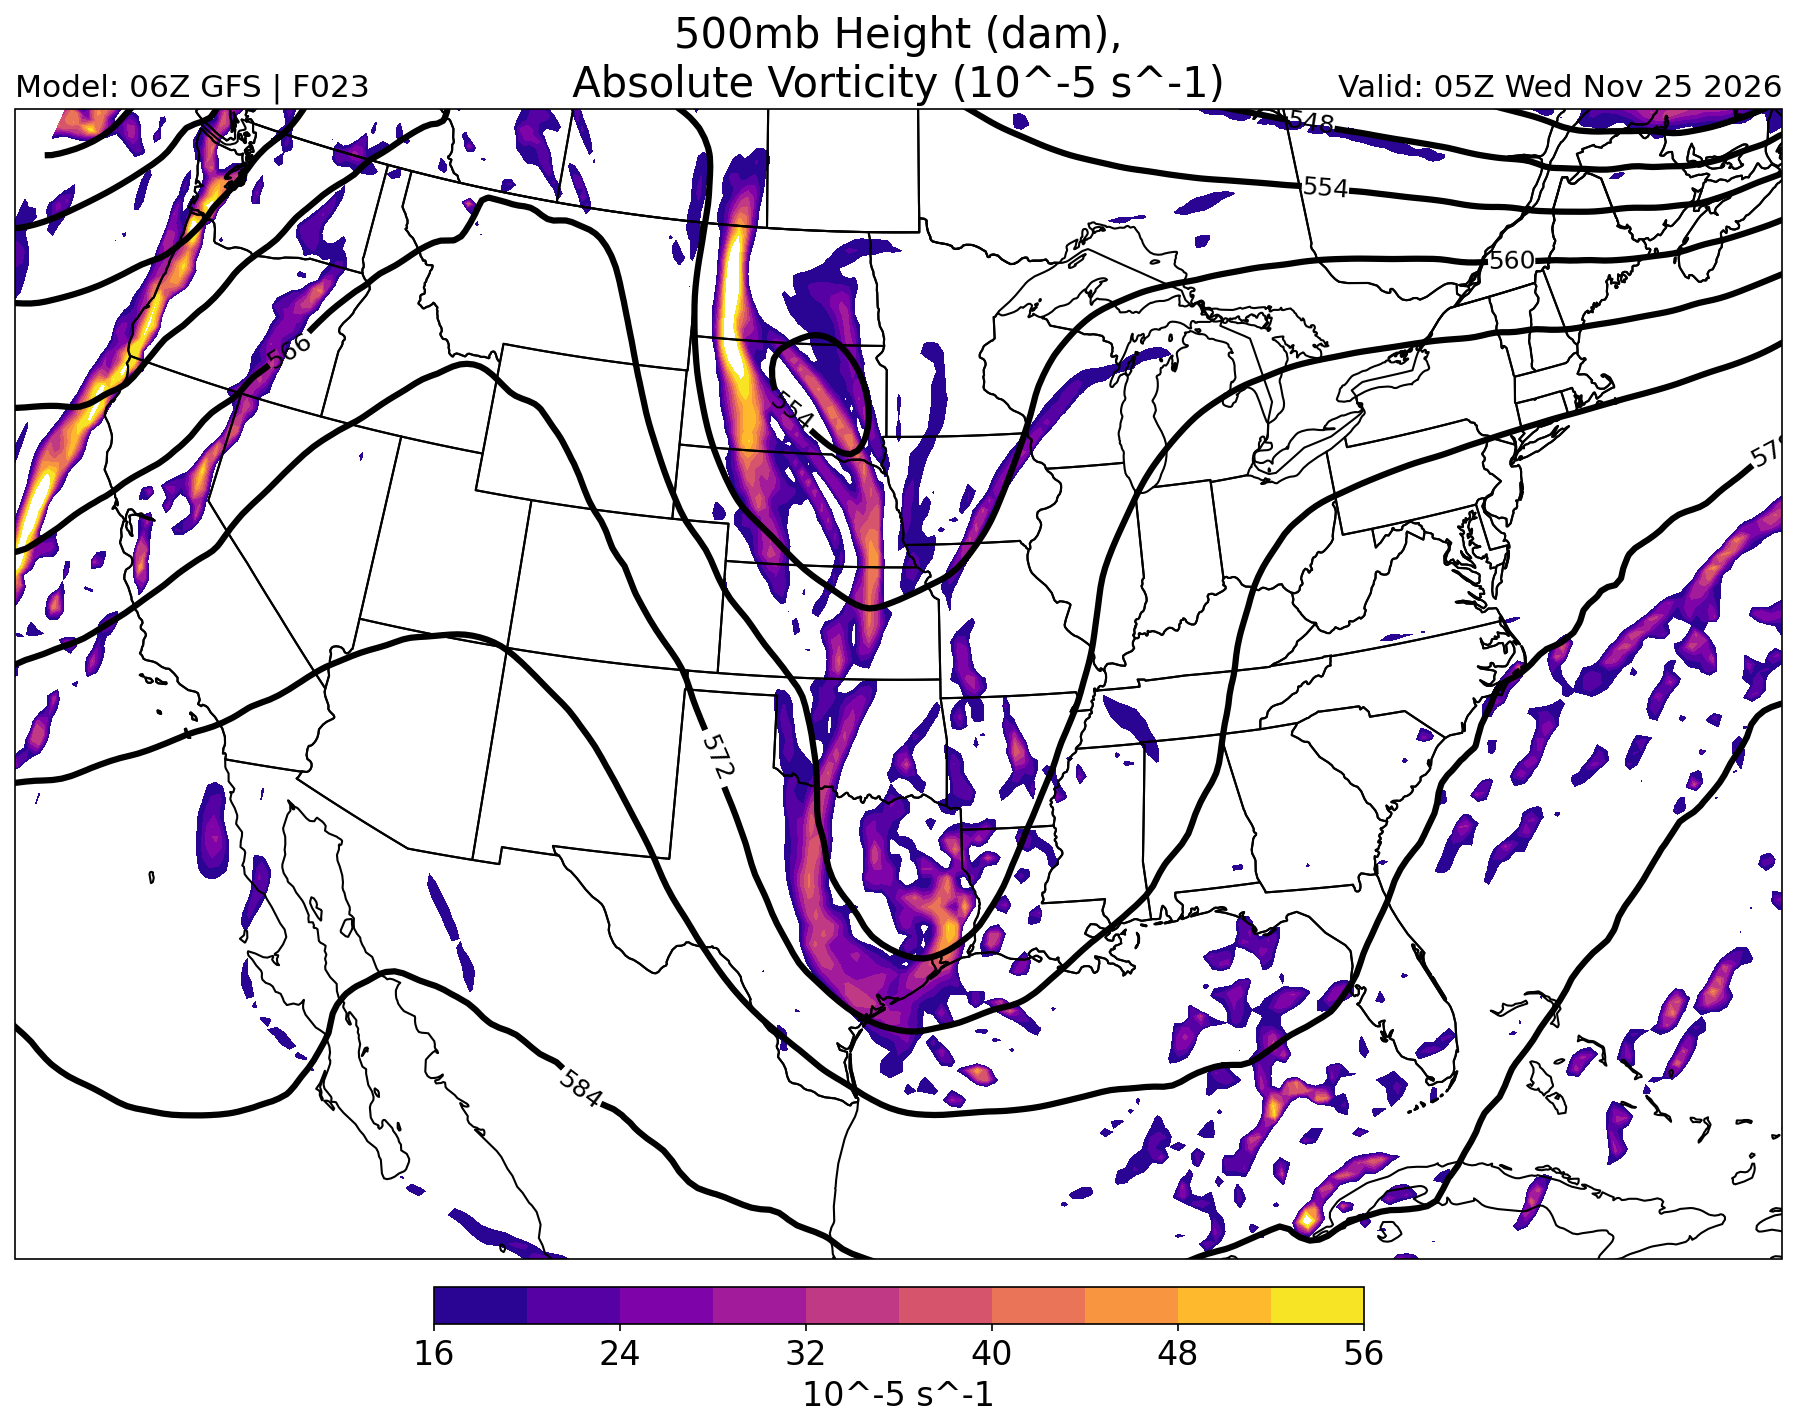 500mb Height (dam),
Absolute Vorticity (10^-5 s^-1)
Model: 06Z GFS | F023
Valid: 05Z Wed Nov 25 2026
548
554
560
566
554
572
584
16 24 32 40 48 56
10^-5 s^-1